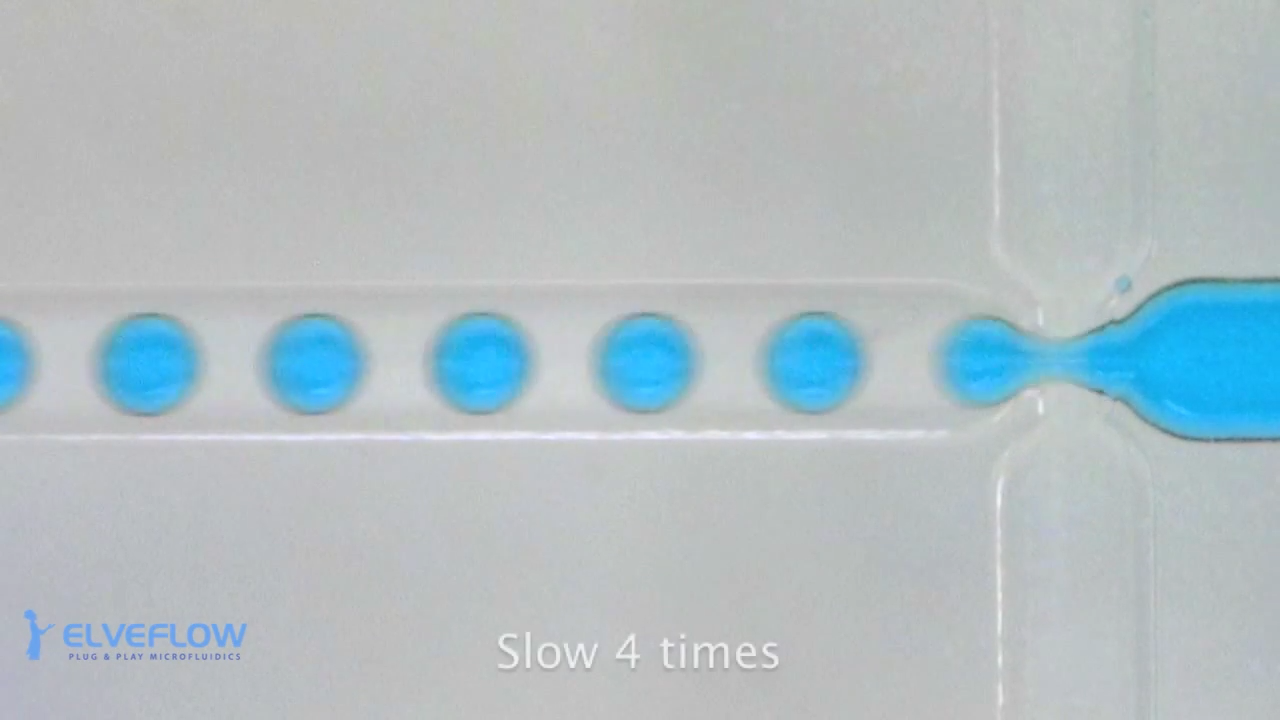 ELVEFLOW
PLUG & PLAY MICROFLUIDICS
Slow 4 times